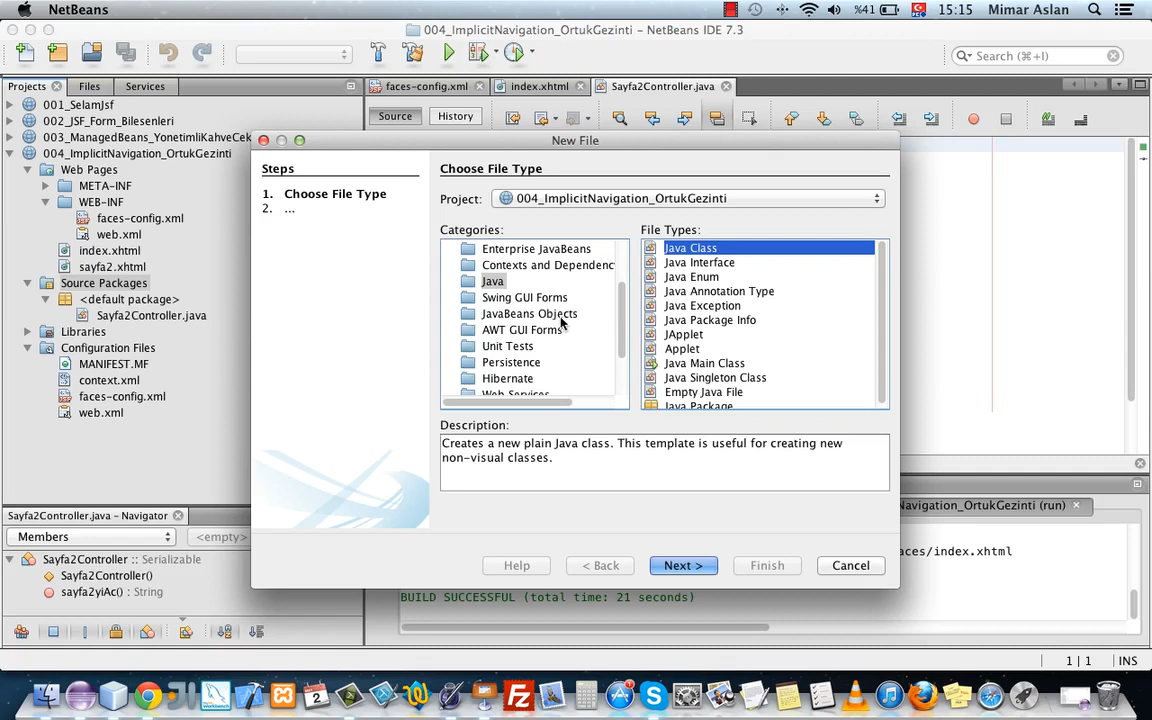 NetBeans
%41
15:15
Mimar Aslan
004_ImplicitNavigation_OrtukGezinti – NetBeans IDE 7.3
Search (⌘+I)
Projects
Files
Services
faces-config.xml
index.xhtml
Sayfa2Controller.java
Source
History
001_SelamJsf
002_JSF_Form_Bilesenleri
003_ManagedBeans_YonetimliKahveCek
004_ImplicitNavigation_OrtukGezinti
Web Pages
META-INF
WEB-INF
faces-config.xml
web.xml
index.xhtml
sayfa2.xhtml
Source Packages
<default package>
Sayfa2Controller.java
Libraries
Configuration Files
MANIFEST.MF
context.xml
faces-config.xml
web.xml
New File
Steps
1. Choose File Type
2. ...
Choose File Type
Project: 004_ImplicitNavigation_OrtukGezinti
Categories:
Enterprise JavaBeans
Contexts and Dependenc
Java
Swing GUI Forms
JavaBeans Objects
AWT GUI Forms
Unit Tests
Persistence
Hibernate
Web Services
File Types:
Java Class
Java Interface
Java Enum
Java Annotation Type
Java Exception
Java Package Info
JApplet
Applet
Java Main Class
Java Singleton Class
Empty Java File
Java Package
Description:
Creates a new plain Java class. This template is useful for creating new
non-visual classes.
Help
< Back
Next >
Finish
Cancel
Sayfa2Controller.java – Navigator
Members
<empty>
Sayfa2Controller :: Serializable
Sayfa2Controller()
sayfa2yiAc() : String
Navigation_OrtukGezinti (run)
aces/index.xhtml
BUILD SUCCESSFUL (total time: 21 seconds)
1 | 1
INS